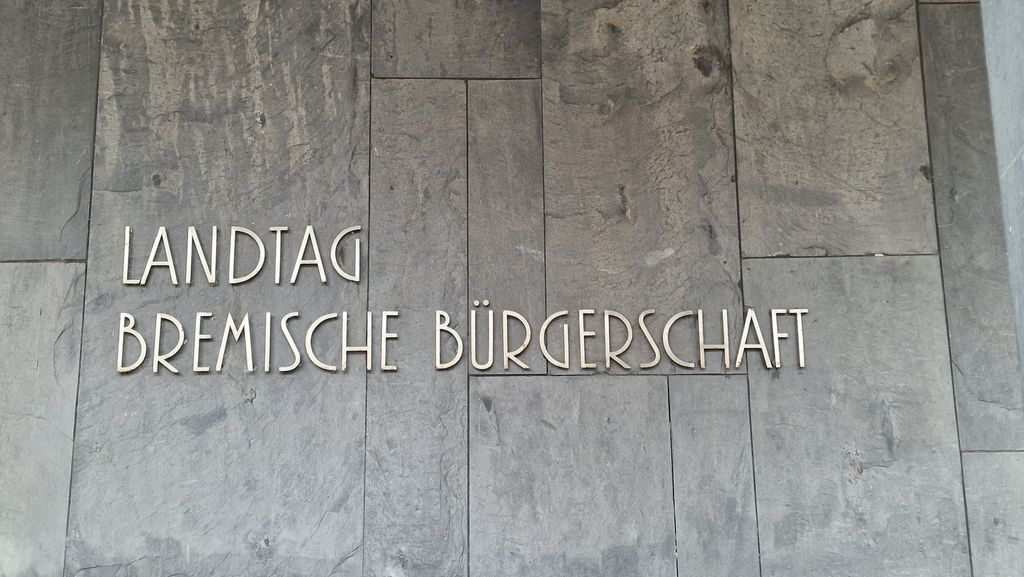 LANDTAG
BREMISCHE BÜRGERSCHAFT